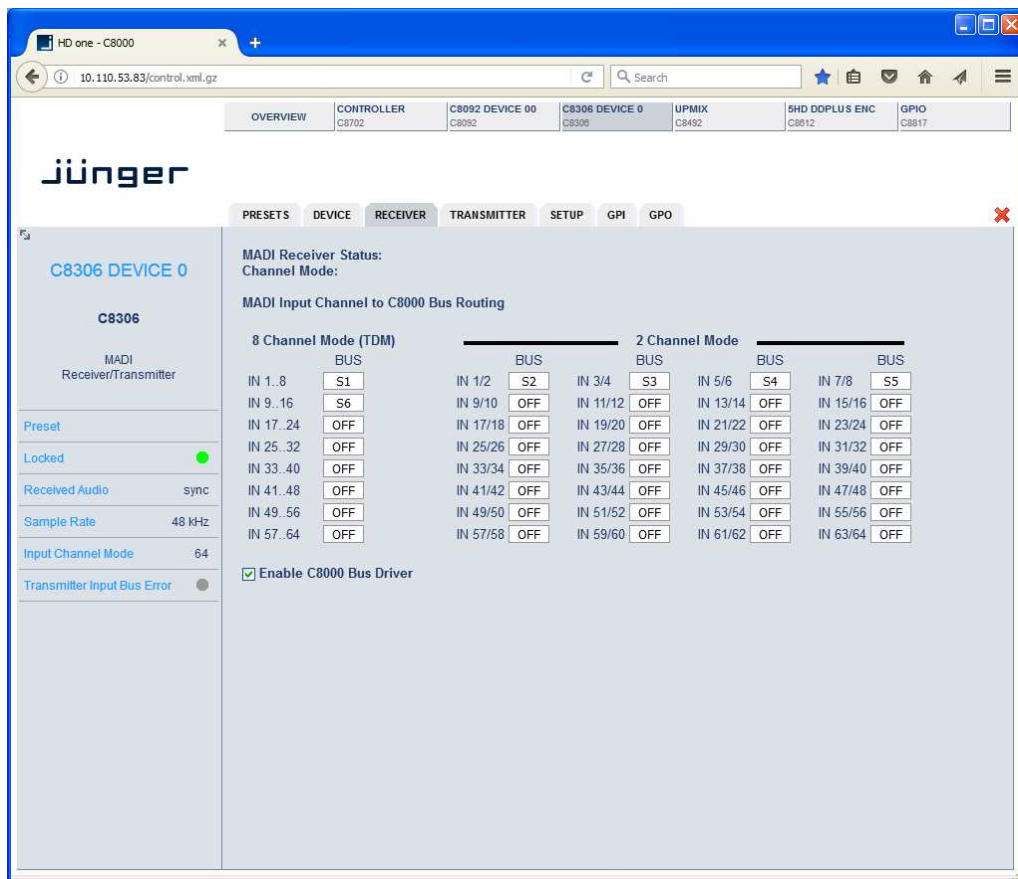 HD one - C8000
10.110.53.83/control.xml.gz
Search
OVERVIEW
CONTROLLER
C8702
C8092 DEVICE 00
C8092
C8306 DEVICE 0
C8306
UPMIX
C8492
5HD DDPLUS ENC
C8612
GPIO
C8817
jünger
PRESETS DEVICE RECEIVER TRANSMITTER SETUP GPI GPO
C8306 DEVICE 0
C8306
MADI
Receiver/Transmitter
Preset
Locked
Received Audio sync
Sample Rate 48 kHz
Input Channel Mode 64
Transmitter Input Bus Error
MADI Receiver Status:
Channel Mode:
MADI Input Channel to C8000 Bus Routing
8 Channel Mode (TDM) 2 Channel Mode
BUS BUS BUS BUS BUS
IN 1..8 S1 IN 1/2 S2 IN 3/4 S3 IN 5/6 S4 IN 7/8 S5
IN 9..16 S6 IN 9/10 OFF IN 11/12 OFF IN 13/14 OFF IN 15/16 OFF
IN 17..24 OFF IN 17/18 OFF IN 19/20 OFF IN 21/22 OFF IN 23/24 OFF
IN 25..32 OFF IN 25/26 OFF IN 27/28 OFF IN 29/30 OFF IN 31/32 OFF
IN 33..40 OFF IN 33/34 OFF IN 35/36 OFF IN 37/38 OFF IN 39/40 OFF
IN 41..48 OFF IN 41/42 OFF IN 43/44 OFF IN 45/46 OFF IN 47/48 OFF
IN 49..56 OFF IN 49/50 OFF IN 51/52 OFF IN 53/54 OFF IN 55/56 OFF
IN 57..64 OFF IN 57/58 OFF IN 59/60 OFF IN 61/62 OFF IN 63/64 OFF
Enable C8000 Bus Driver